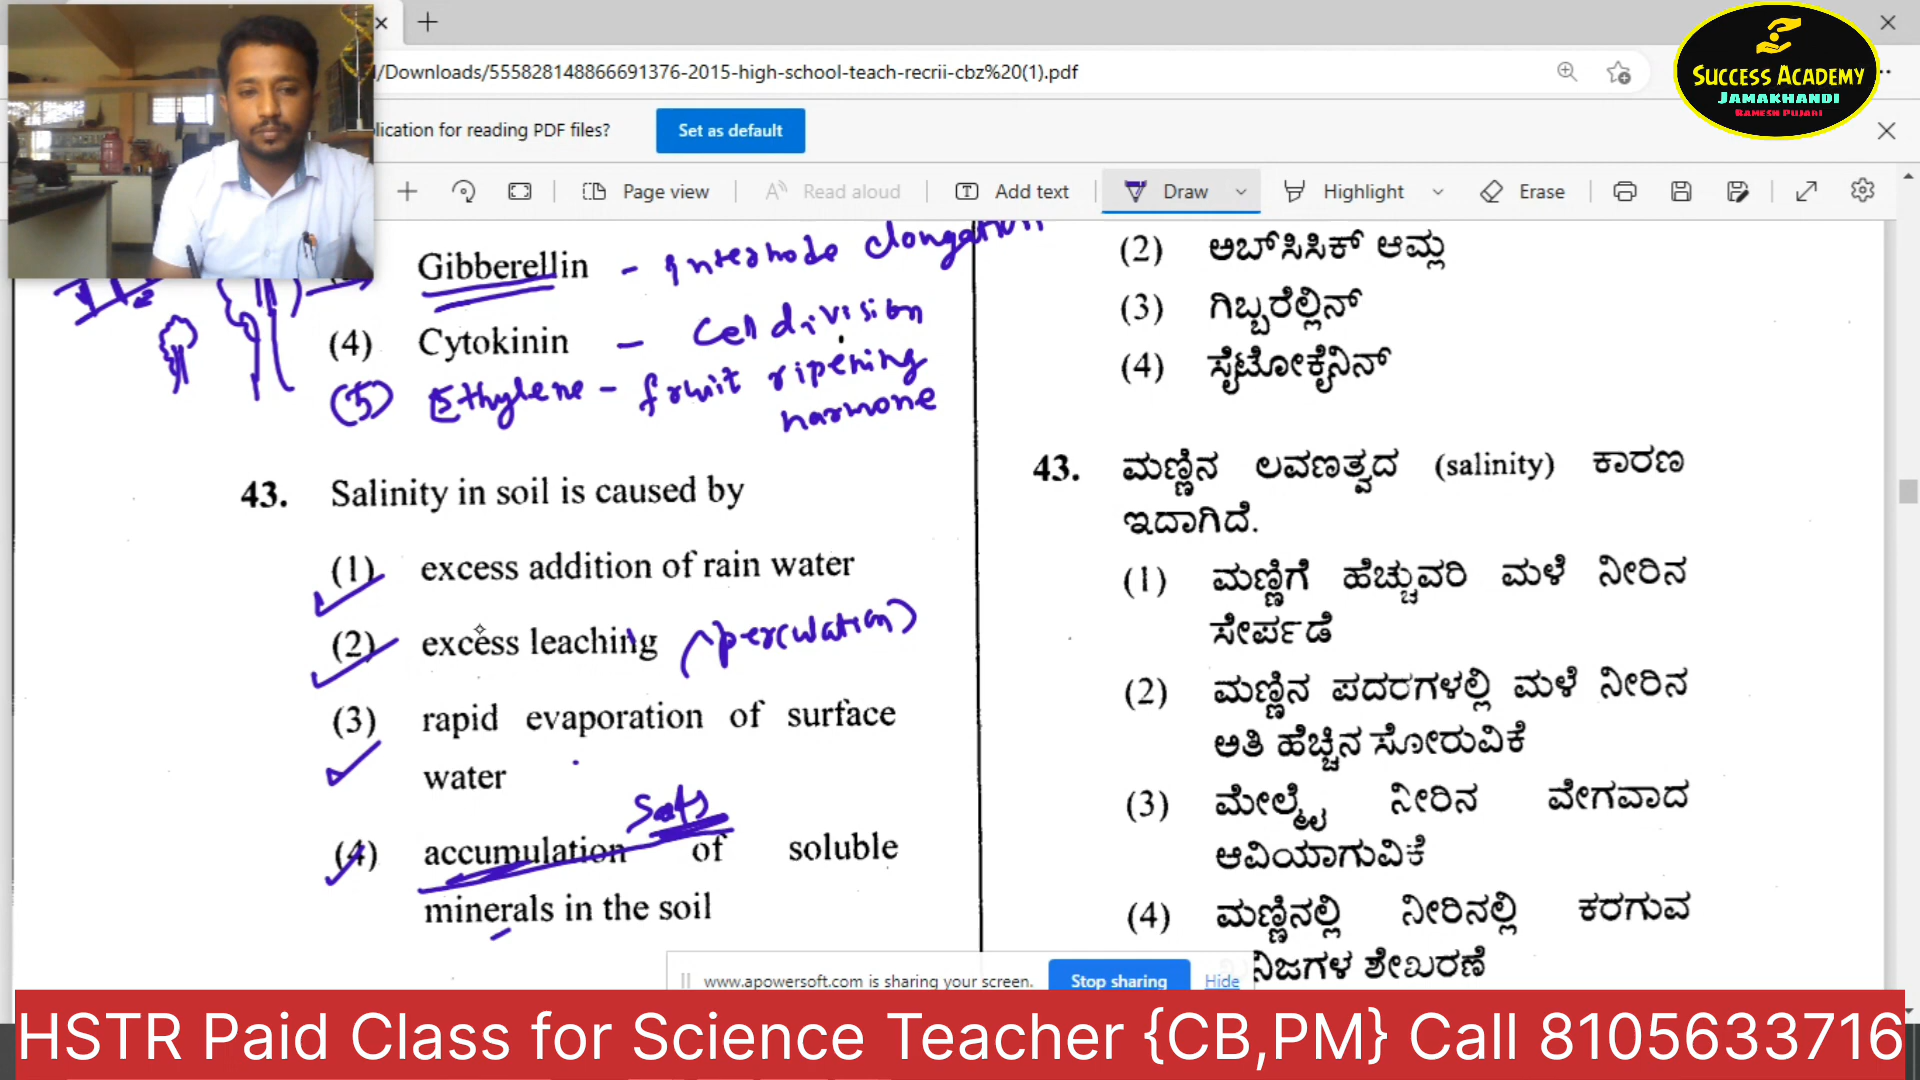 /Downloads/555828148866691376-2015-high-school-teach-recrii-cbz%20(1).pdf
SUCCESS ACADEMY
JAMAKHANDI
RAMESH PUJARI
lication for reading PDF files?
Set as default
Page view
Read aloud
Add text
Draw
Highlight
Erase
Gibberellin - Internode elongation
(4) Cytokinin - Cell division
(5) Ethylene - fruit ripening
harmone
43. Salinity in soil is caused by
(1) excess addition of rain water
(2) excess leaching (perculation)
(3) rapid evaporation of surface
water
salts
(4) accumulation of soluble
minerals in the soil
(2) ಅಬ್‌ಸಿಸಿಕ್ ಆಮ್ಲ
(3) ಗಿಬ್ಬರೆಲ್ಲಿನ್
(4) ಸೈಟೋಕೈನಿನ್
43. ಮಣ್ಣಿನ ಲವಣತ್ವದ (salinity) ಕಾರಣ
ಇದಾಗಿದೆ.
(1) ಮಣ್ಣಿಗೆ ಹೆಚ್ಚುವರಿ ಮಳೆ ನೀರಿನ
ಸೇರ್ಪಡೆ
(2) ಮಣ್ಣಿನ ಪದರಗಳಲ್ಲಿ ಮಳೆ ನೀರಿನ
ಅತಿ ಹೆಚ್ಚಿನ ಸೋರುವಿಕೆ
(3) ಮೇಲ್ಮೈ ನೀರಿನ ವೇಗವಾದ
ಆವಿಯಾಗುವಿಕೆ
(4) ಮಣ್ಣಿನಲ್ಲಿ ನೀರಿನಲ್ಲಿ ಕರಗುವ
ನಿಜಗಳ ಶೇಖರಣೆ
www.apowersoft.com is sharing your screen.
Stop sharing
Hide
HSTR Paid Class for Science Teacher {CB,PM} Call 8105633716